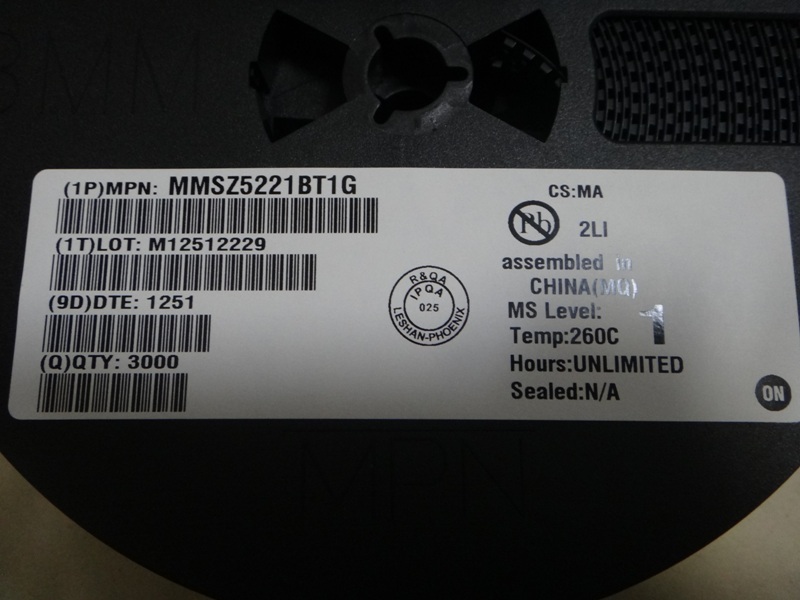 8MM
(1P)MPN: MMSZ5221BT1G
(1T)LOT: M12512229
(9D)DTE: 1251
(Q)QTY: 3000
R&QA
IPQA
025
LESHAN-PHOENIX
CS:MA
Pb
2LI
assembled in
CHINA(MQ)
MS Level: 1
Temp:260C
Hours:UNLIMITED
Sealed:N/A
ON
MPN